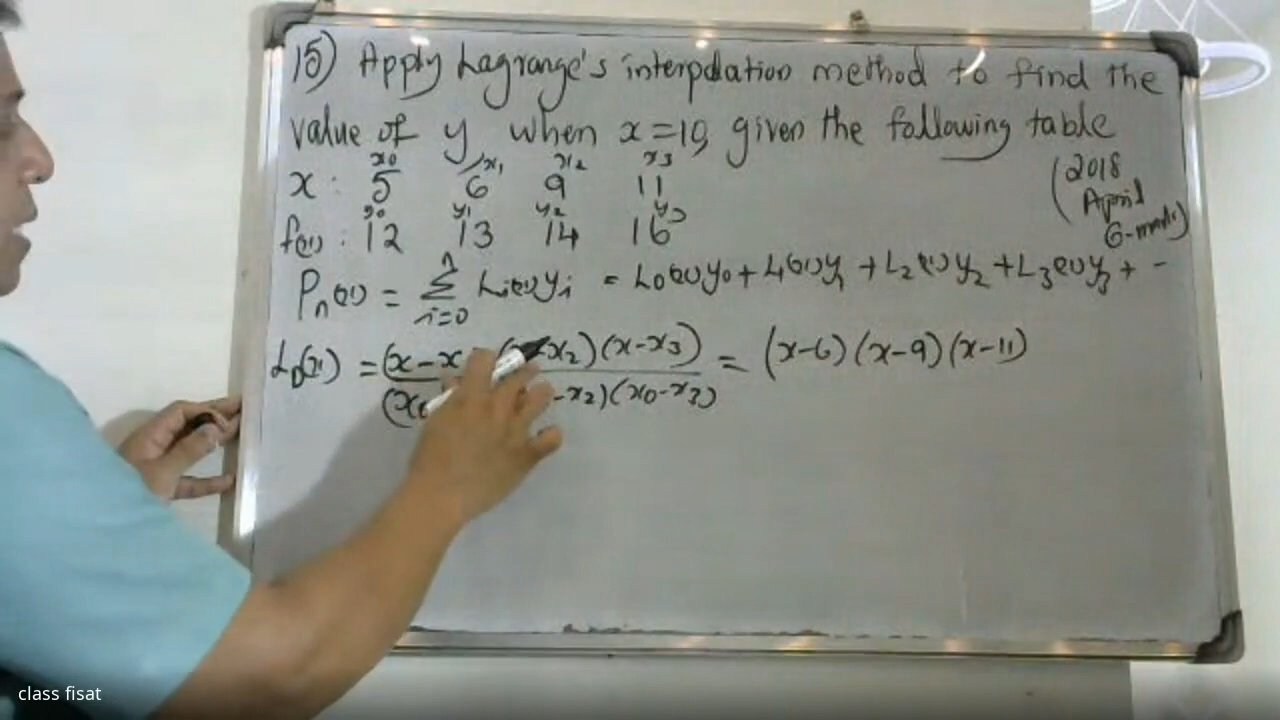 15) Apply Lagrange's interpolation method to find the
value of y when x=10, given the following table
x0 x1 x2 x3
x : 5 6 9 11
y0 y1 y2 y3
f(x) : 12 13 14 16
(2018
April
6-marks)
Pn(x) = Σ i=0 n Li(x)yi = L0(x)y0 + L1(x)y1 + L2(x)y2 + L3(x)y3 + -
L0(x) = (x-x x2)(x-x3) / (x0 -x2)(x0-x3) = (x-6)(x-9)(x-11)
class fisat